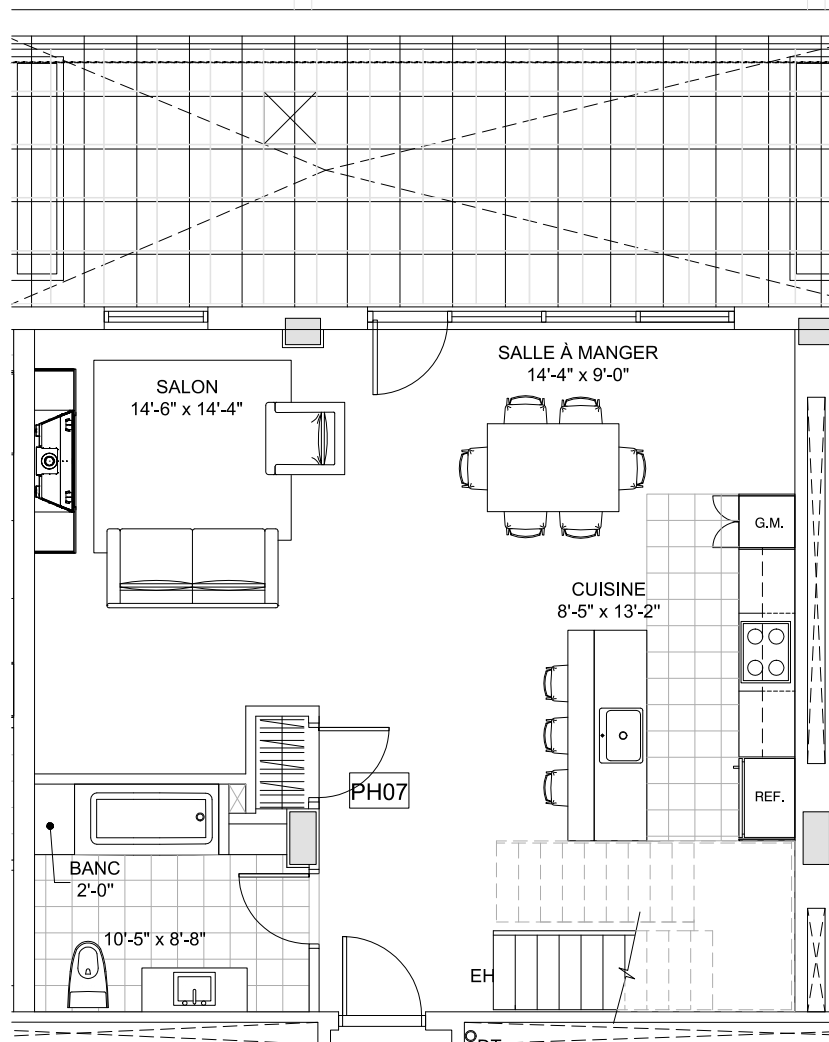 SALON
14'-6" x 14'-4"
SALLE À MANGER
14'-4" x 9'-0"
G.M.
CUISINE
8'-5" x 13'-2"
PH07
REF.
BANC
2'-0"
10'-5" x 8'-8"
EH